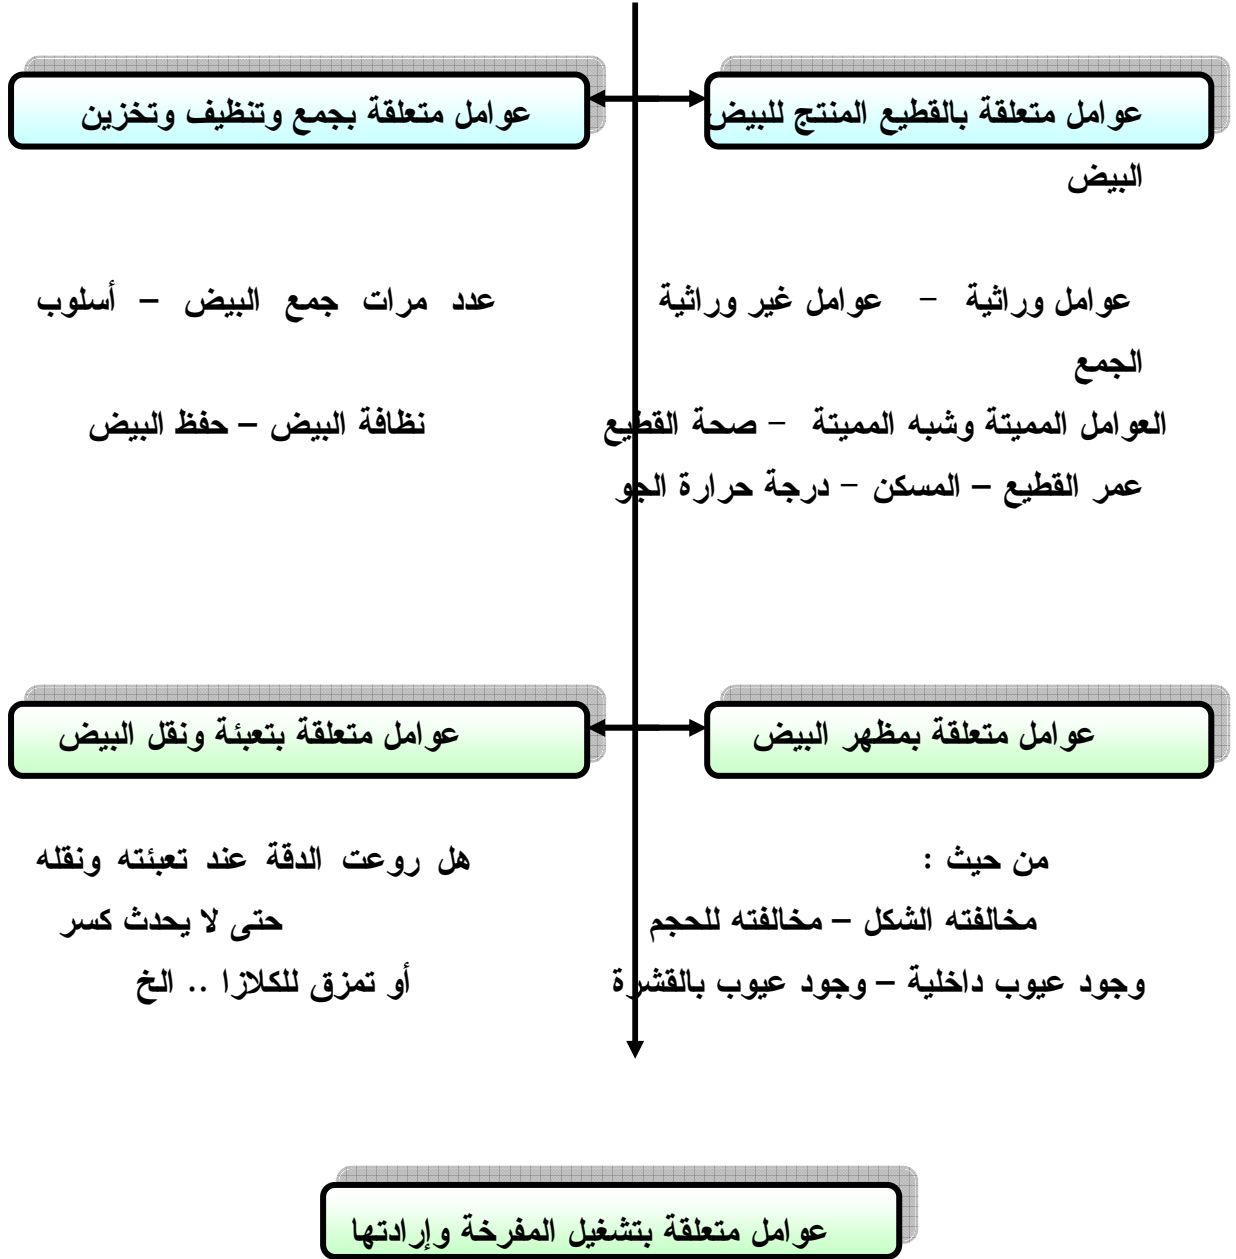 عوامل متعلقة بالقطيع المنتج للبيض عوامل متعلقة بجمع وتنظيف وتخزين
البيض
عوامل وراثية - عوامل غير وراثية عدد مرات جمع البيض – أسلوب
الجمع
العوامل المميتة وشبه المميتة - صحة القطيع نظافة البيض – حفظ البيض
عمر القطيع – المسكن - درجة حرارة الجو
عوامل متعلقة بمظهر البيض عوامل متعلقة بتعبئة ونقل البيض
من حيث : هل روعت الدقة عند تعبئته ونقله
مخالفته الشكل – مخالفته للحجم حتى لا يحدث كسر
وجود عيوب داخلية – وجود عيوب بالقشرة أو تمزق للكلازا .. الخ
عوامل متعلقة بتشغيل المفرخة وإرادتها